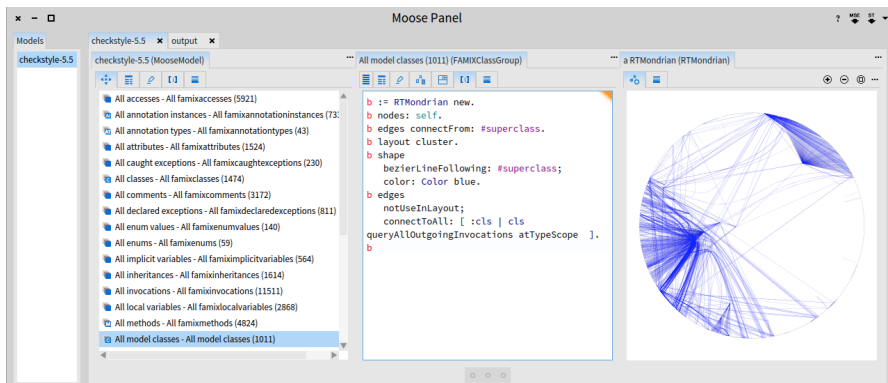 Moose Panel
? MSE ST
Models
checkstyle-5.5
checkstyle-5.5 × output ×
checkstyle-5.5 (MooseModel)
All accesses - All famixaccesses (5921)
All annotation instances - All famixannotationinstances (73
All annotation types - All famixannotationtypes (43)
All attributes - All famixattributes (1524)
All caught exceptions - All famixcaughtexceptions (230)
All classes - All famixclasses (1474)
All comments - All famixcomments (3172)
All declared exceptions - All famixdeclaredexceptions (811)
All enum values - All famixenumvalues (140)
All enums - All famixenums (59)
All implicit variables - All famiximplicitvariables (564)
All inheritances - All famixinheritances (1614)
All invocations - All famixinvocations (11511)
All local variables - All famixlocalvariables (2868)
All methods - All famixmethods (4824)
All model classes - All model classes (1011)
All model classes (1011) (FAMIXClassGroup)
b := RTMondrian new.
b nodes: self.
b edges connectFrom: #superclass.
b layout cluster.
b shape
bezierLineFollowing: #superclass;
color: Color blue.
b edges
notUseInLayout;
connectToAll: [ :cls | cls
queryAllOutgoingInvocations atTypeScope ].
b
a RTMondrian (RTMondrian)